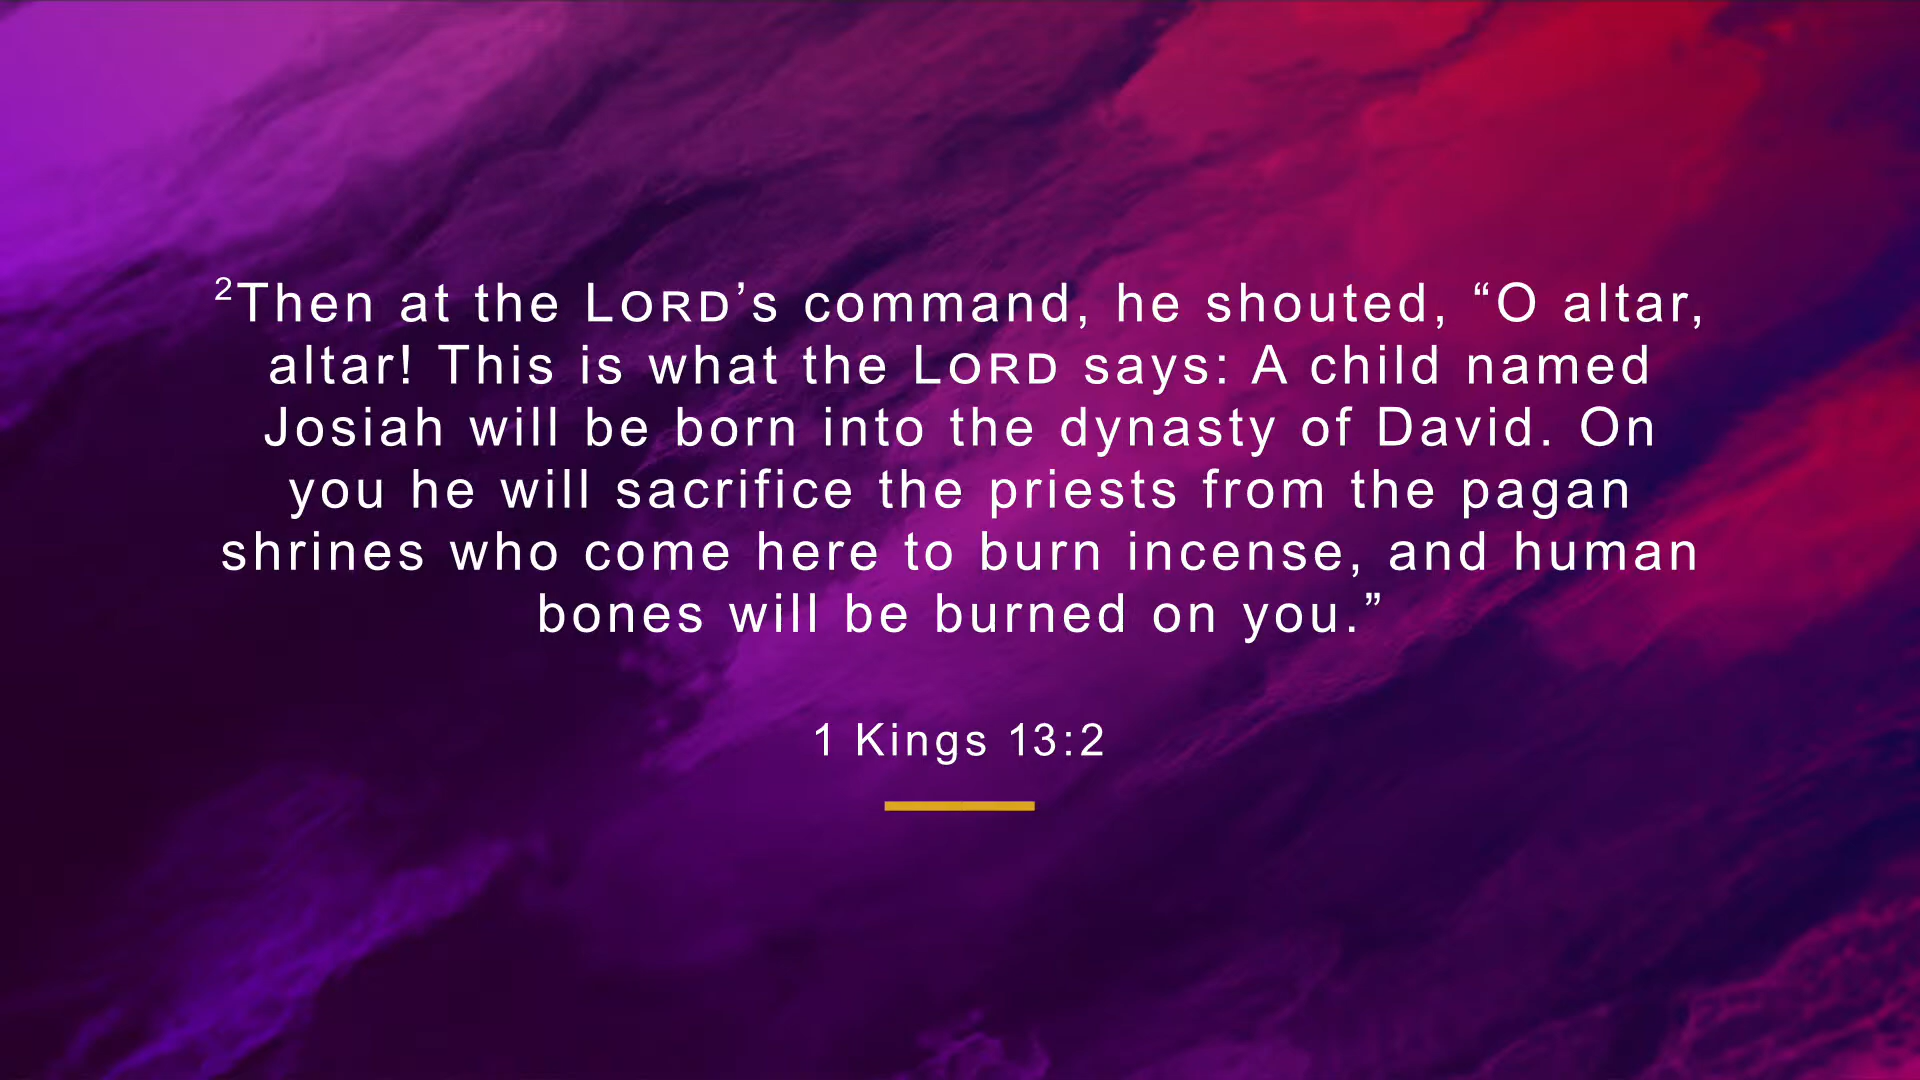 ²Then at the LORD’s command, he shouted, “O altar,
altar! This is what the LORD says: A child named
Josiah will be born into the dynasty of David. On
you he will sacrifice the priests from the pagan
shrines who come here to burn incense, and human
bones will be burned on you.”
1 Kings 13:2